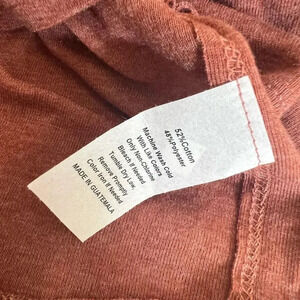 52%Cotton
48%Polyester
Machine Wash Cold
With Like Colors
Only Non-Chlorine
Bleach If Needed
Tumble Dry Low.
Remove Promptly
Color Iron If Needed
MADE IN GUATEMALA